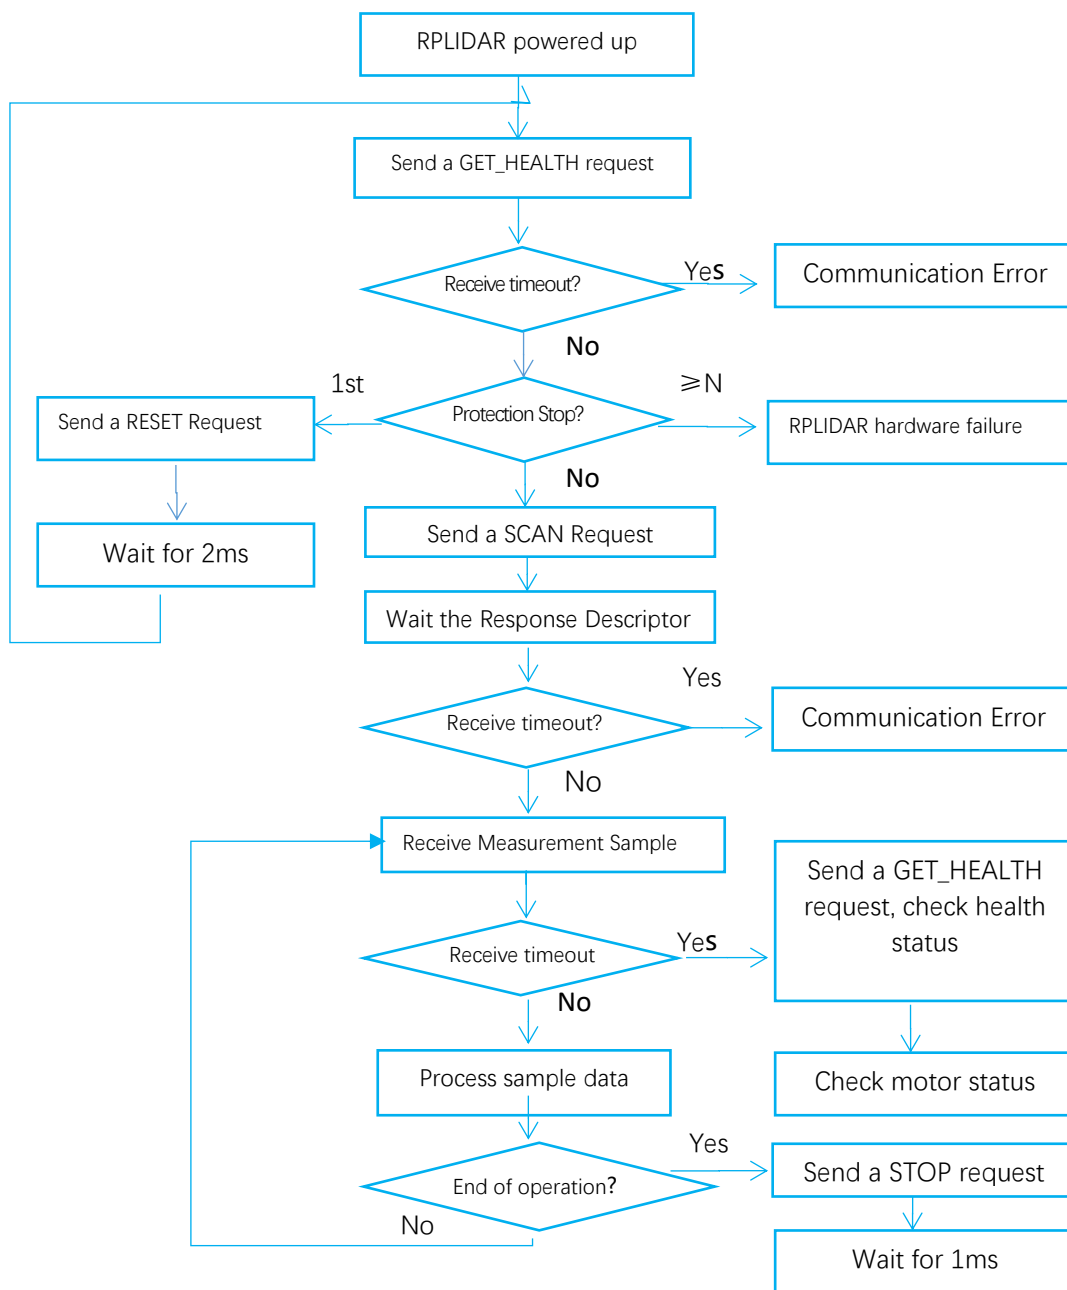 RPLIDAR powered up
Send a GET_HEALTH request
Receive timeout?
Yes
Communication Error
No
1st
≥N
Send a RESET Request
Protection Stop?
RPLIDAR hardware failure
No
Send a SCAN Request
Wait for 2ms
Wait the Response Descriptor
Yes
Receive timeout?
Communication Error
No
Receive Measurement Sample
Send a GET_HEALTH
request, check health
status
Receive timeout
Yes
No
Process sample data
Check motor status
Yes
End of operation?
Send a STOP request
No
Wait for 1ms